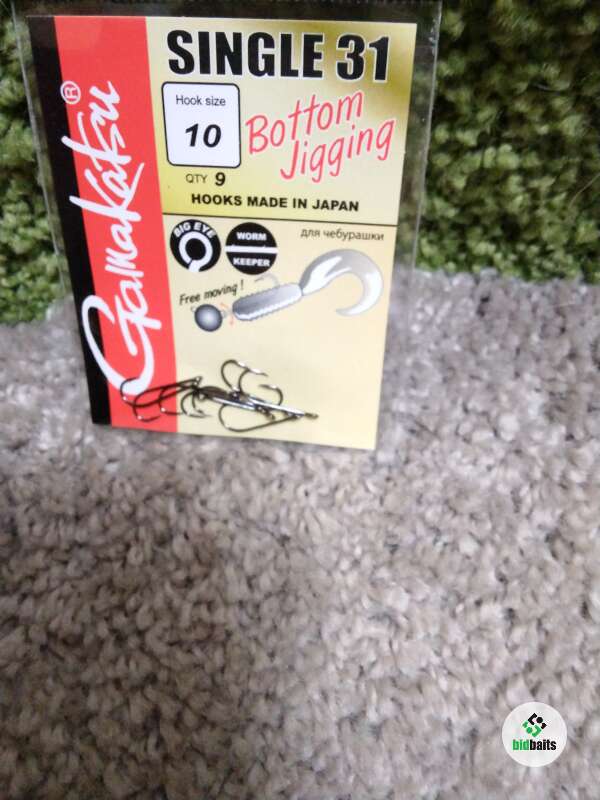 SINGLE 31
Hook size
10
Bottom
Jigging
QTY 9
HOOKS MADE IN JAPAN
Gamakatsu®
BIG EYE
WORM
KEEPER
для чебурашки
Free moving!
bidbaits